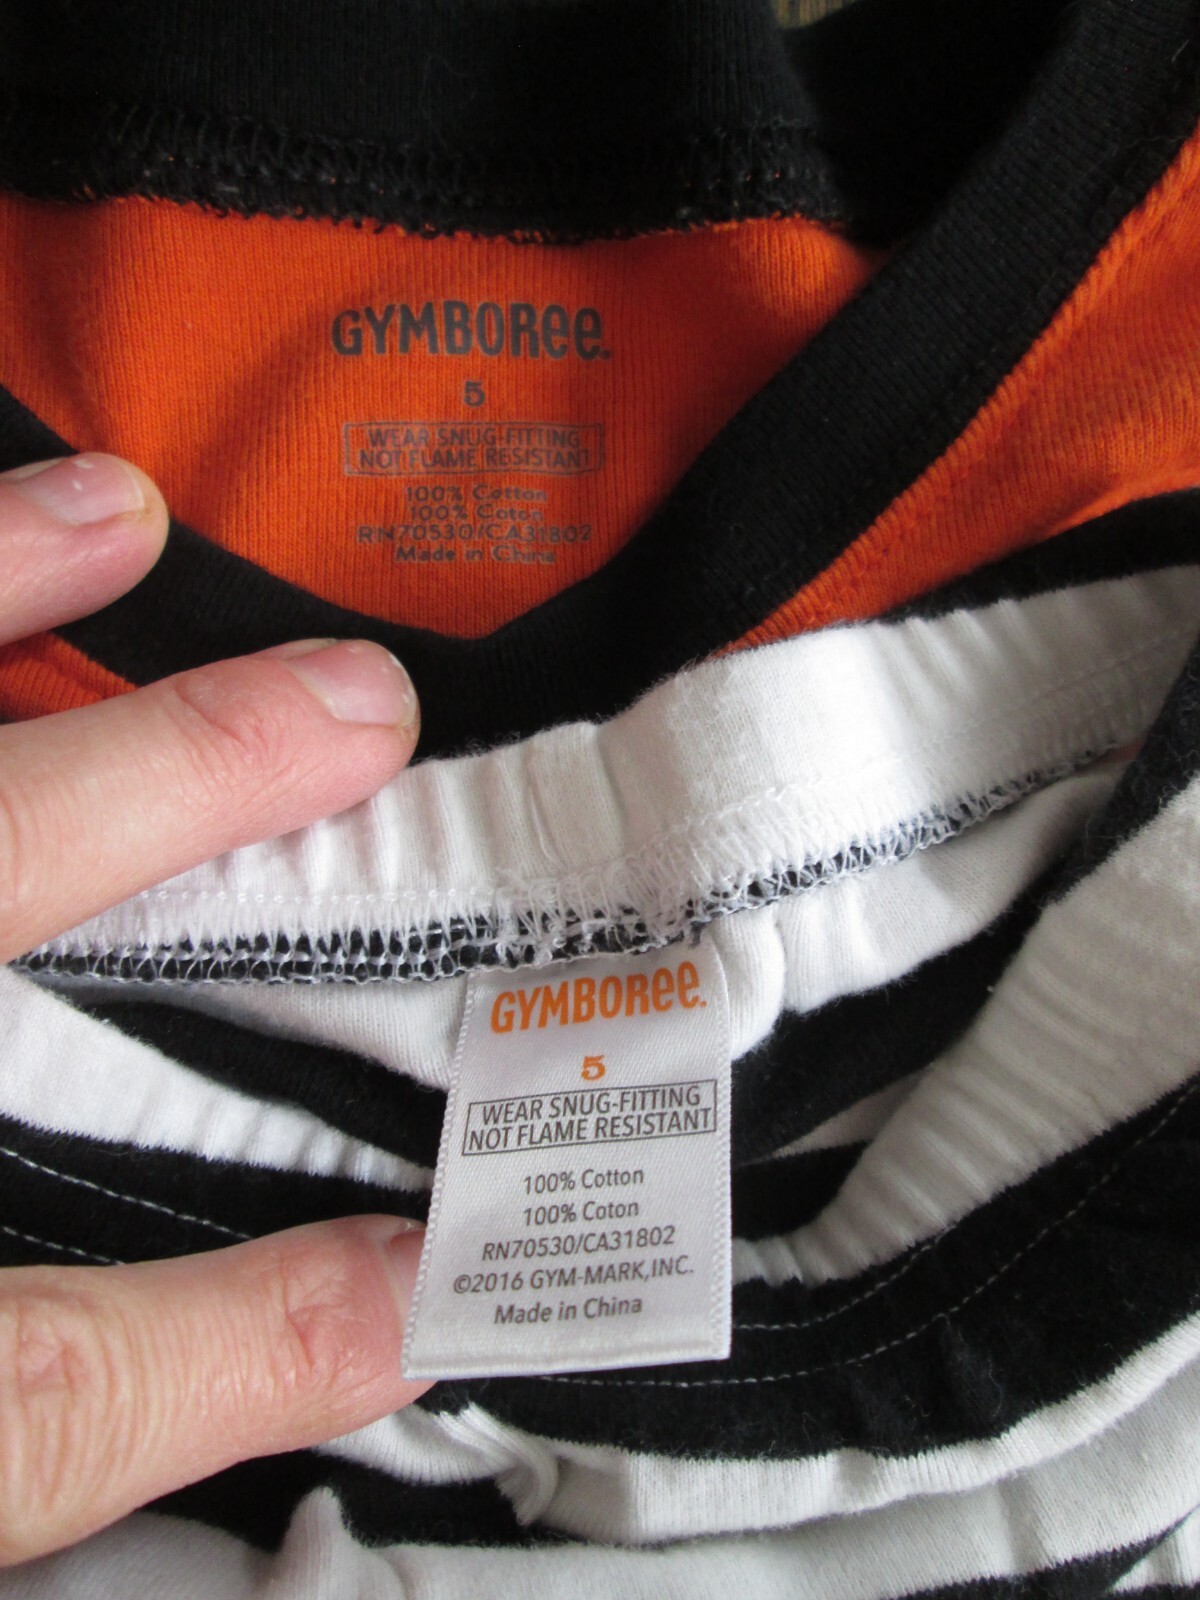 GYMBOREE.
5
WEAR SNUG-FITTING
NOT FLAME RESISTANT
100% Cotton
100% Coton
RN70530/CA31802
Made in China
GYMBOREE.
5
WEAR SNUG-FITTING
NOT FLAME RESISTANT
100% Cotton
100% Coton
RN70530/CA31802
©2016 GYM-MARK,INC.
Made in China